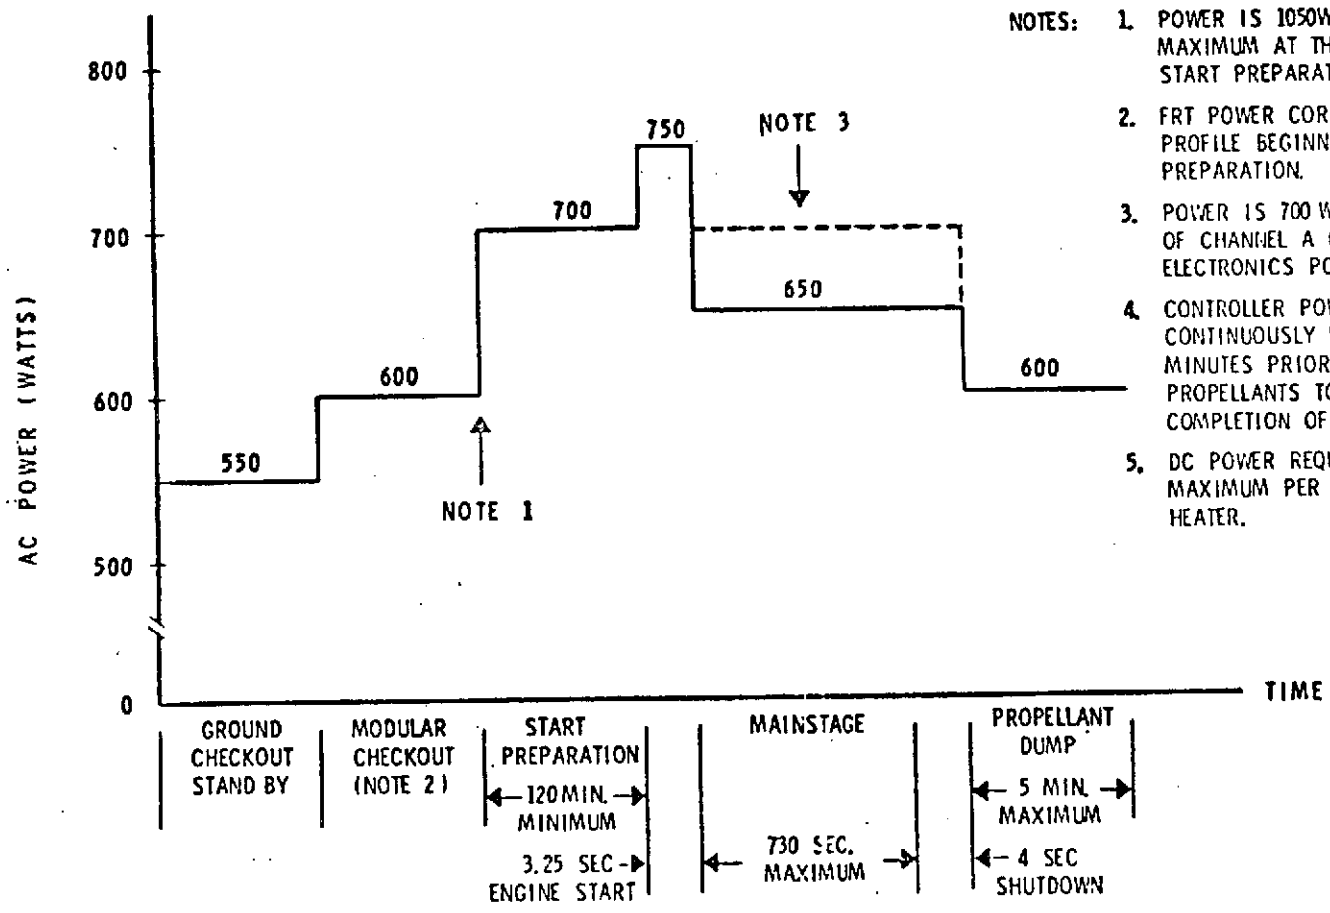 NOTES: 1. POWER IS 1050W
MAXIMUM AT TH
START PREPARAT
2. FRT POWER COR
PROFILE BEGINN
PREPARATION.
3. POWER IS 700 W
OF CHANNEL A
ELECTRONICS PO
4. CONTROLLER POW
CONTINUOUSLY
MINUTES PRIOR
PROPELLANTS TO
COMPLETION OF
5. DC POWER REQU
MAXIMUM PER
HEATER.
AC POWER (WATTS)
800
700
600
500
0
550
600
700
750
650
600
NOTE 1
NOTE 3
TIME
GROUND
CHECKOUT
STAND BY
MODULAR
CHECKOUT
(NOTE 2)
START
PREPARATION
120 MIN.
MINIMUM
3.25 SEC
ENGINE START
MAINSTAGE
730 SEC.
MAXIMUM
PROPELLANT
DUMP
5 MIN.
MAXIMUM
4 SEC
SHUTDOWN